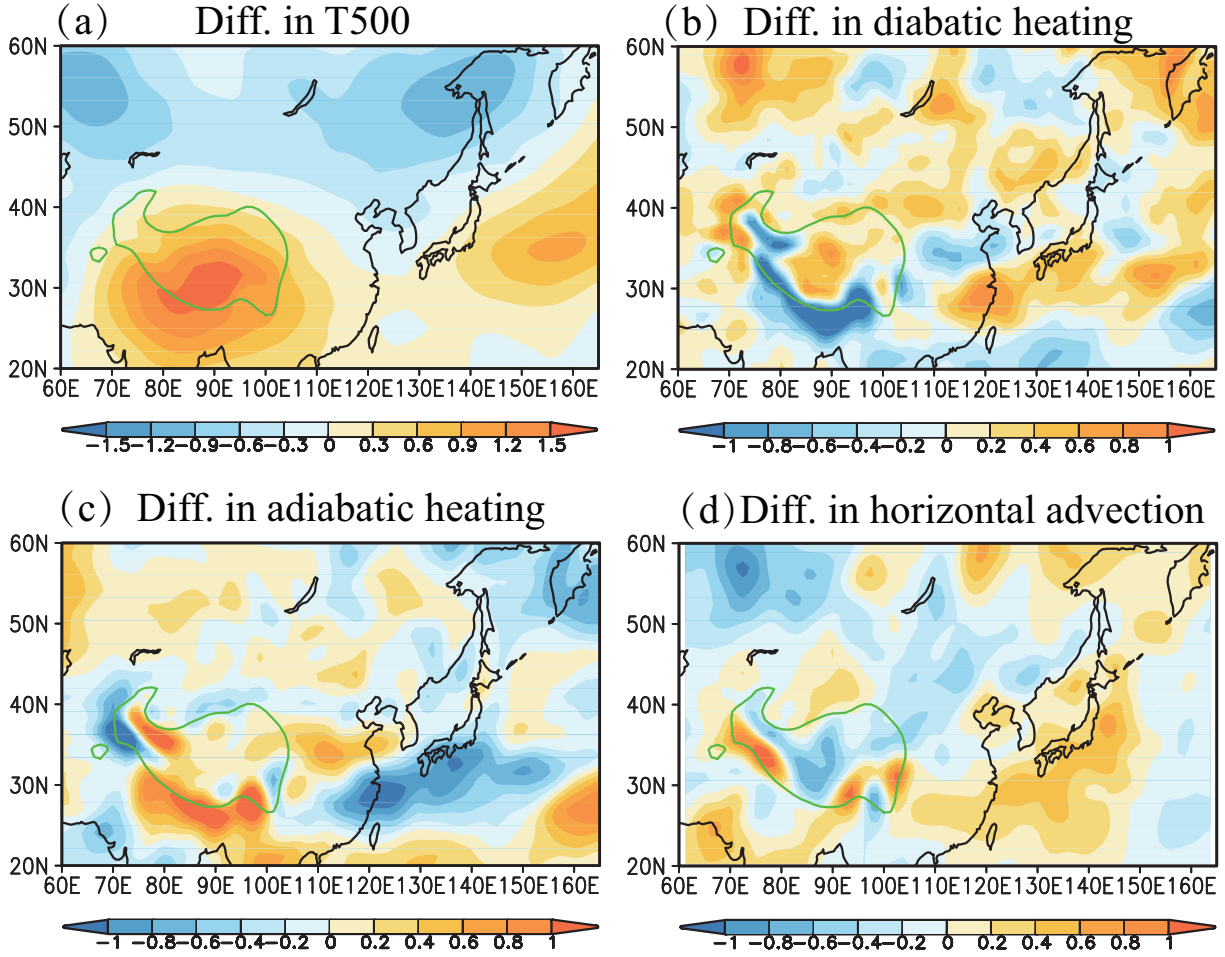 (a) Diff. in T500
(b) Diff. in diabatic heating
60N
50N
40N
30N
20N
60E 70E 80E 90E 100E 110E 120E 130E 140E 150E 160E
-1.5 -1.2 -0.9 -0.6 -0.3 0 0.3 0.6 0.9 1.2 1.5
60N
50N
40N
30N
20N
60E 70E 80E 90E 100E 110E 120E 130E 140E 150E 160E
-1 -0.8 -0.6 -0.4 -0.2 0 0.2 0.4 0.6 0.8 1
(c) Diff. in adiabatic heating
(d) Diff. in horizontal advection
60N
50N
40N
30N
20N
60E 70E 80E 90E 100E 110E 120E 130E 140E 150E 160E
-1 -0.8 -0.6 -0.4 -0.2 0 0.2 0.4 0.6 0.8 1
60N
50N
40N
30N
20N
60E 70E 80E 90E 100E 110E 120E 130E 140E 150E 160E
-1 -0.8 -0.6 -0.4 -0.2 0 0.2 0.4 0.6 0.8 1